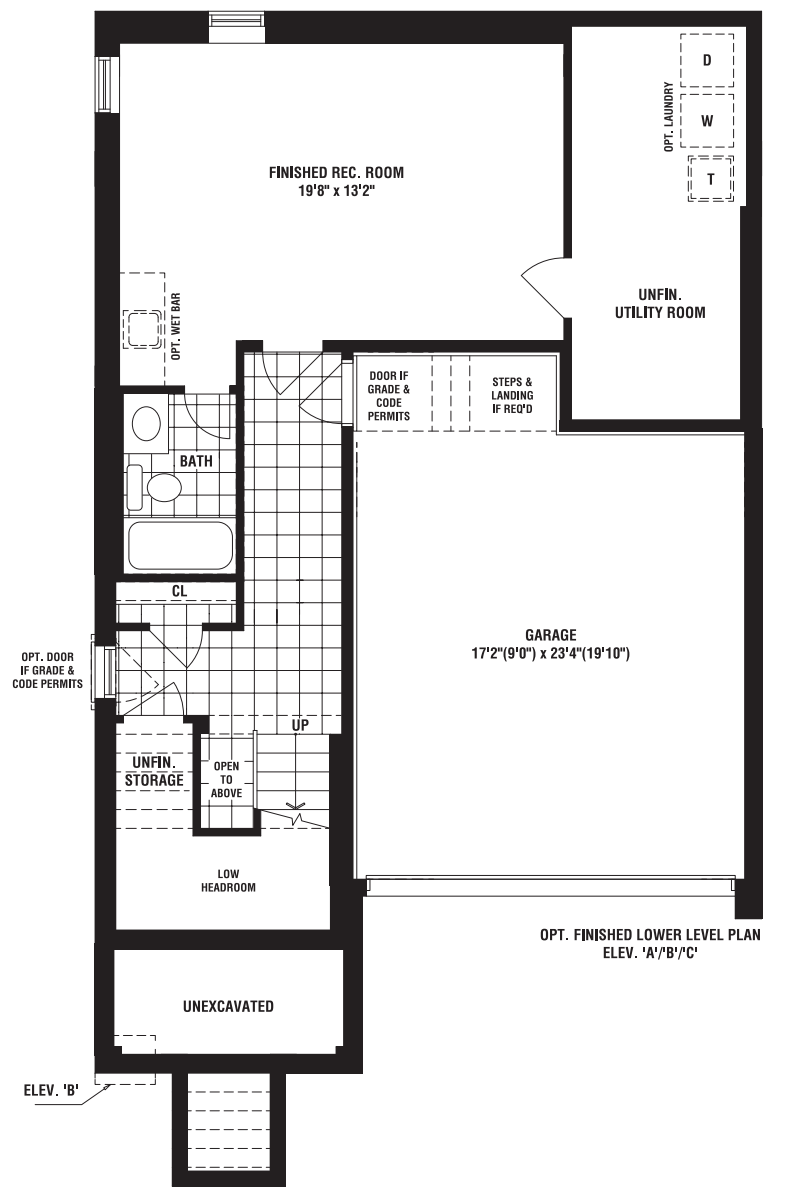 D
W
T
OPT. LAUNDRY
FINISHED REC. ROOM
19'8" x 13'2"
OPT. WET BAR
UNFIN.
UTILITY ROOM
DOOR IF
GRADE &
CODE
PERMITS
STEPS &
LANDING
IF REQ'D
BATH
CL
OPT. DOOR
IF GRADE &
CODE PERMITS
GARAGE
17'2"(9'0") x 23'4"(19'10")
UP
UNFIN.
STORAGE
OPEN
TO
ABOVE
LOW
HEADROOM
OPT. FINISHED LOWER LEVEL PLAN
ELEV. 'A'/'B'/'C'
UNEXCAVATED
ELEV. 'B'